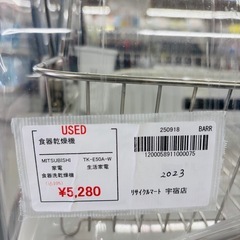 USED
食器乾燥機
MITSUBISHI TK-E50A-W
家電 生活家電
食器洗乾燥機
¥5,280
250918 BARR
1200058911000075
2023
リサイクルマート 宇宿店